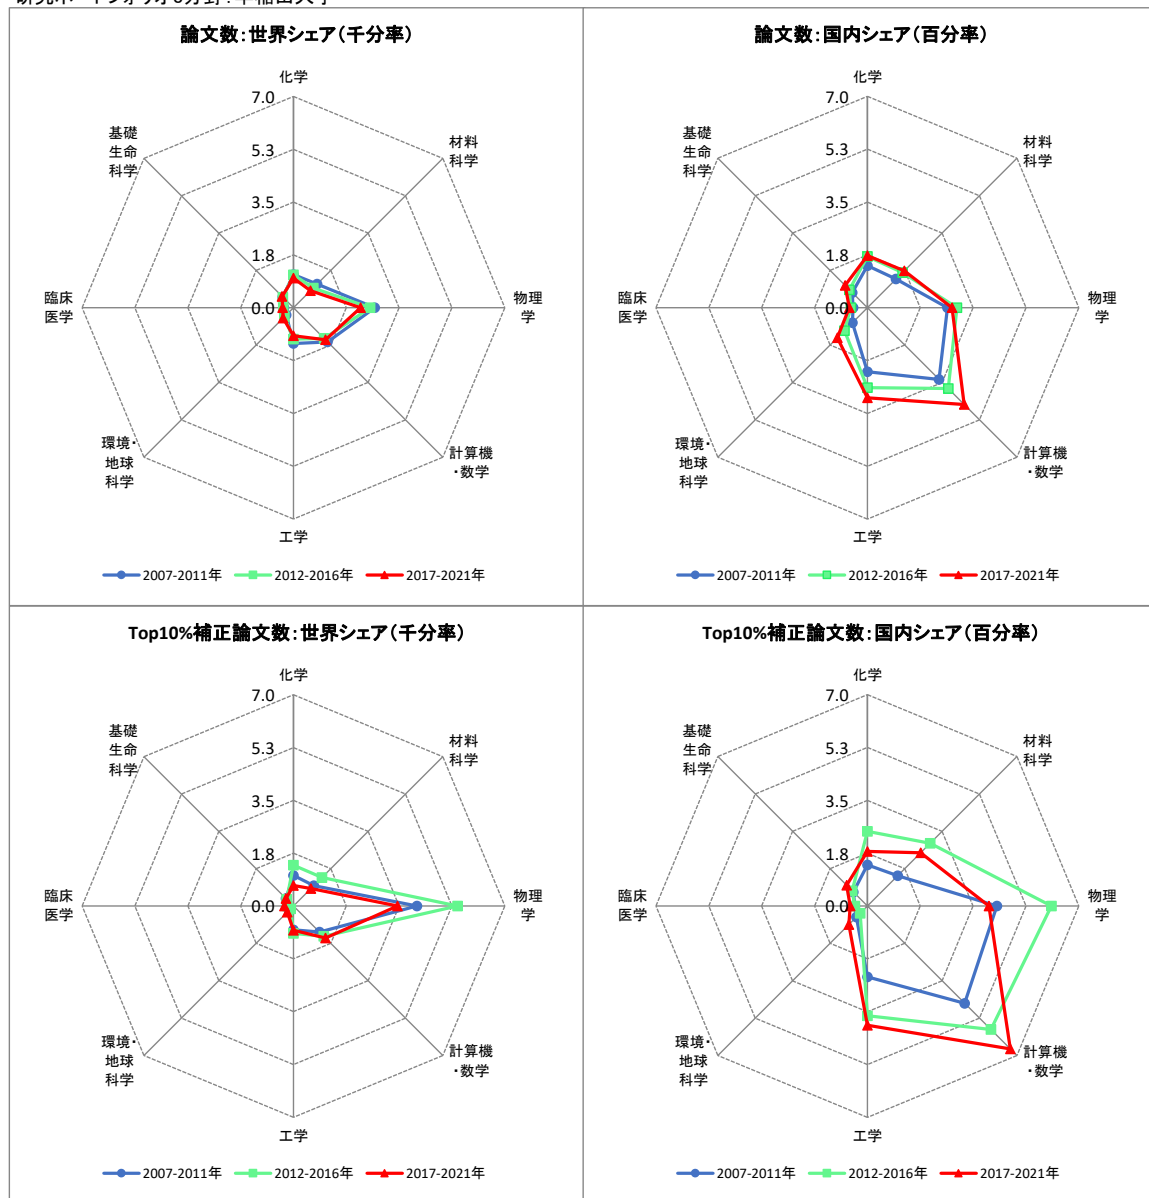 論文数:世界シェア(千分率)
化学
7.0
5.3
3.5
1.8
0.0
材料
科学
物理
学
計算機
・数学
工学
環境・
地球
科学
臨床
医学
基礎
生命
科学
2007-2011年
2012-2016年
2017-2021年
論文数:国内シェア(百分率)
化学
7.0
5.3
3.5
1.8
0.0
材料
科学
物理
学
計算機
・数学
工学
環境・
地球
科学
臨床
医学
基礎
生命
科学
2007-2011年
2012-2016年
2017-2021年
Top10%補正論文数:世界シェア(千分率)
化学
7.0
5.3
3.5
1.8
0.0
材料
科学
物理
学
計算機
・数学
工学
環境・
地球
科学
臨床
医学
基礎
生命
科学
2007-2011年
2012-2016年
2017-2021年
Top10%補正論文数:国内シェア(百分率)
化学
7.0
5.3
3.5
1.8
0.0
材料
科学
物理
学
計算機
・数学
工学
環境・
地球
科学
臨床
医学
基礎
生命
科学
2007-2011年
2012-2016年
2017-2021年